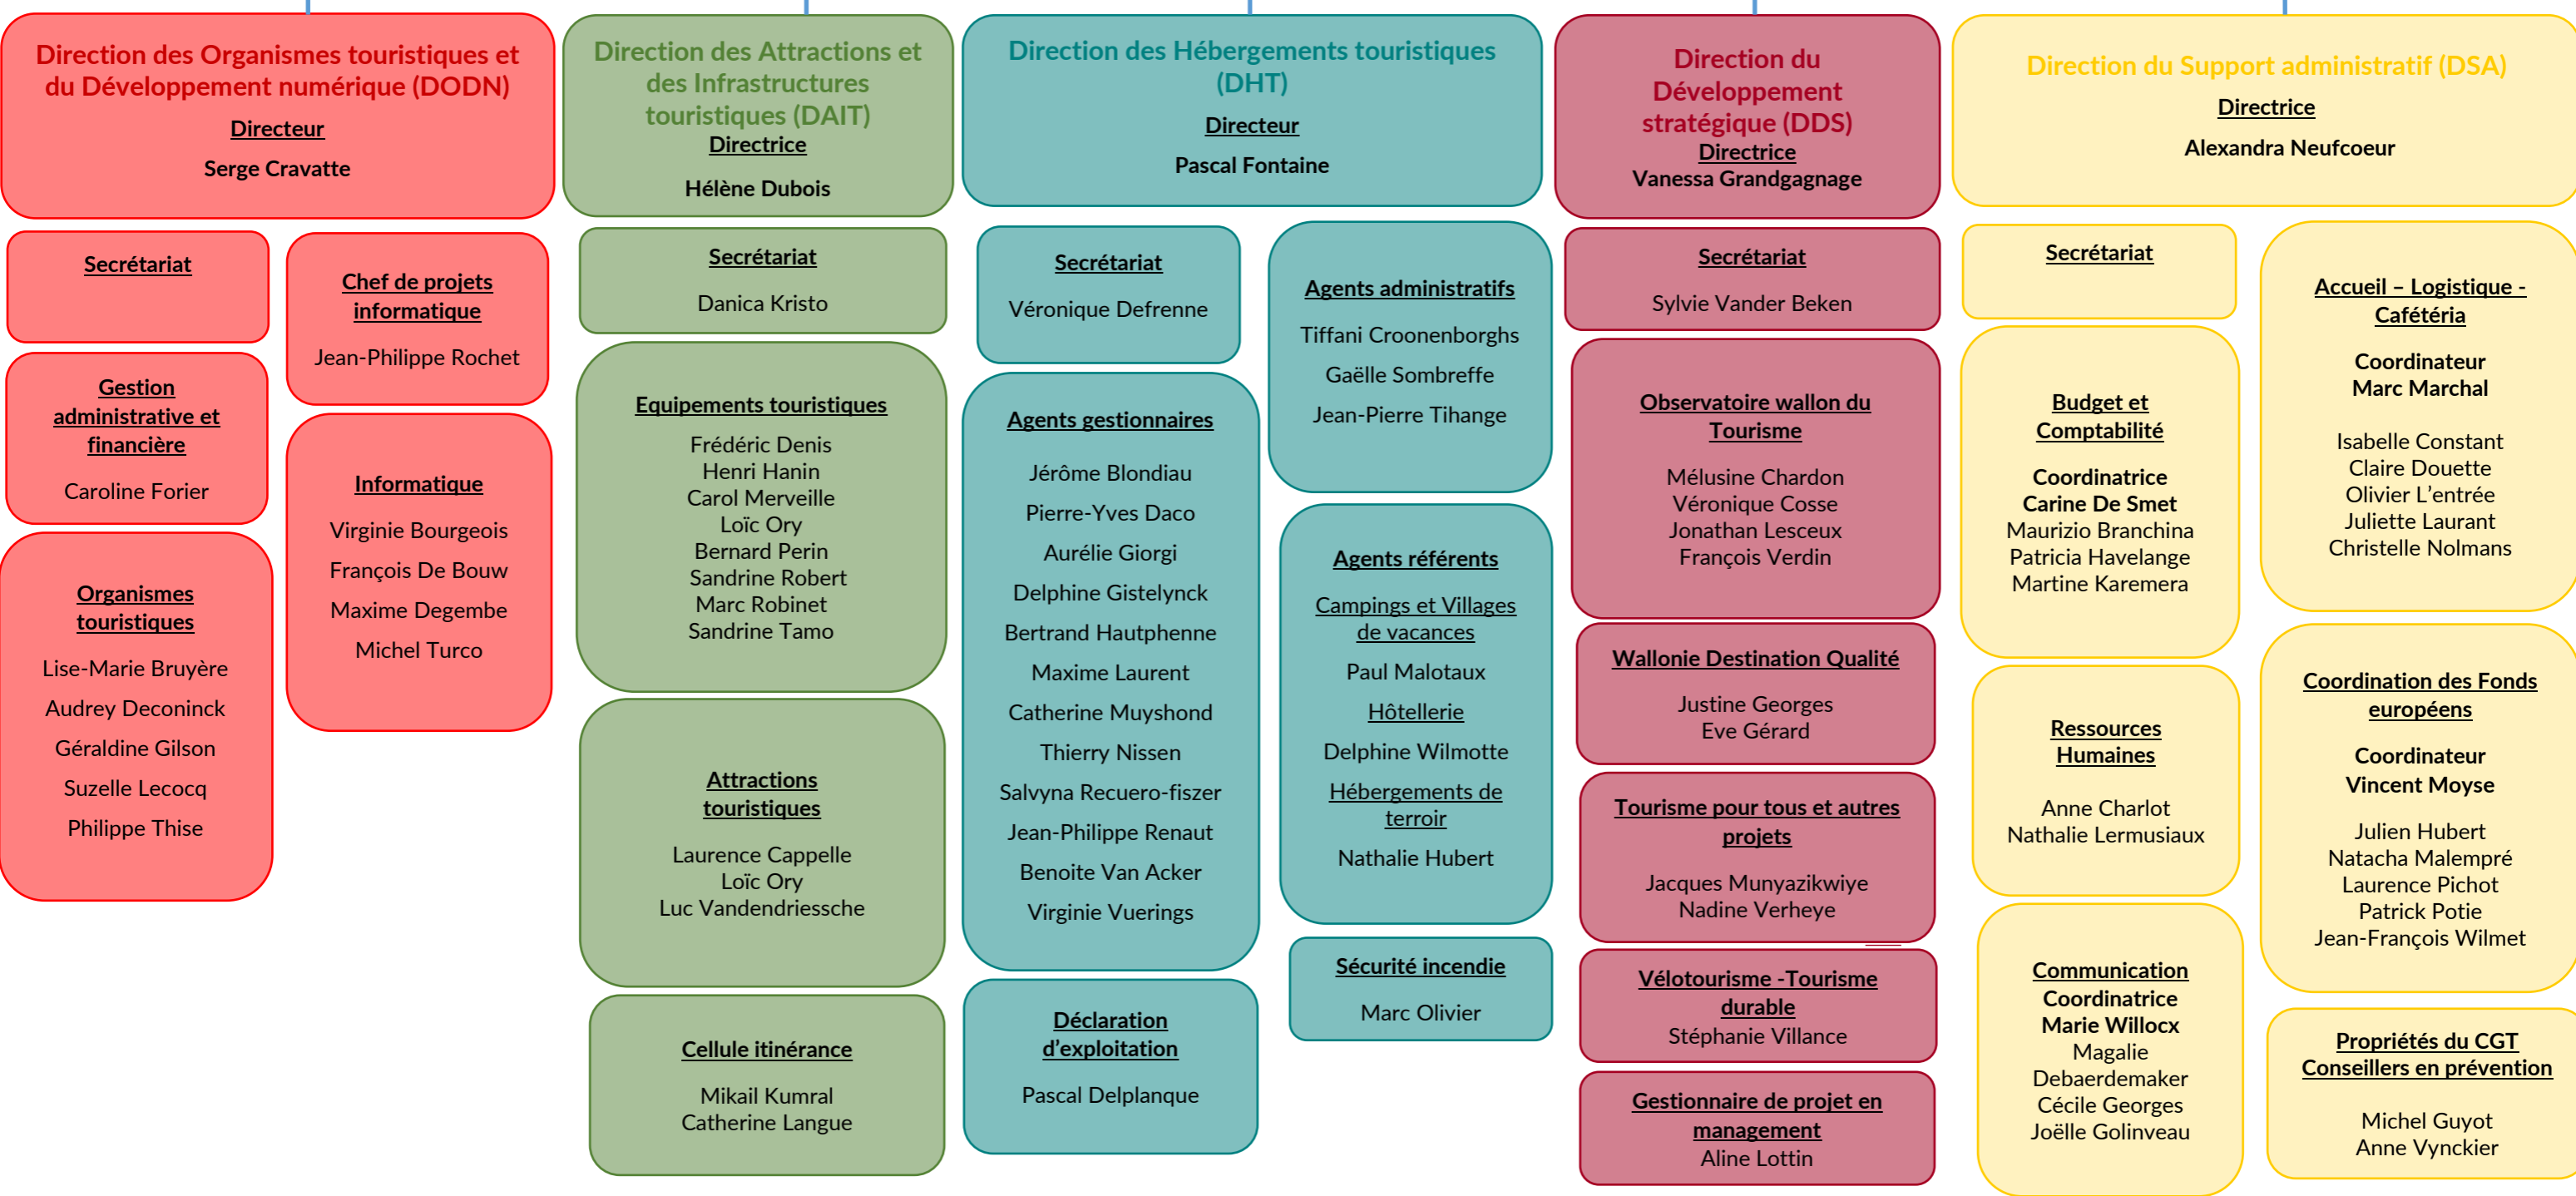 Direction des Organismes touristiques et
du Développement numérique (DODN)
Directeur
Serge Cravatte
Secrétariat
Gestion
administrative et
financière
Caroline Forier
Organismes
touristiques
Lise-Marie Bruyère
Audrey Deconinck
Géraldine Gilson
Suzelle Lecocq
Philippe Thise
Chef de projets
informatique
Jean-Philippe Rochet
Informatique
Virginie Bourgeois
François De Bouw
Maxime Degembe
Michel Turco
Direction des Attractions et
des Infrastructures
touristiques (DAIT)
Directrice
Hélène Dubois
Secrétariat
Danica Kristo
Equipements touristiques
Frédéric Denis
Henri Hanin
Carol Merveille
Loïc Ory
Bernard Perin
Sandrine Robert
Marc Robinet
Sandrine Tamo
Attractions
touristiques
Laurence Cappelle
Loïc Ory
Luc Vandendriessche
Cellule itinérance
Mikail Kumral
Catherine Langue
Direction des Hébergements touristiques
(DHT)
Directeur
Pascal Fontaine
Secrétariat
Véronique Defrenne
Agents gestionnaires
Jérôme Blondiau
Pierre-Yves Daco
Aurélie Giorgi
Delphine Gistelynck
Bertrand Hautphenne
Maxime Laurent
Catherine Muyshond
Thierry Nissen
Salvyna Recuero-fiszer
Jean-Philippe Renaut
Benoite Van Acker
Virginie Vuerings
Déclaration
d'exploitation
Pascal Delplanque
Agents administratifs
Tiffani Croonenborghs
Gaëlle Sombreffe
Jean-Pierre Tihange
Agents référents
Campings et Villages
de vacances
Paul Malotaux
Hôtellerie
Delphine Wilmotte
Hébergements de
terroir
Nathalie Hubert
Sécurité incendie
Marc Olivier
Direction du
Développement
stratégique (DDS)
Directrice
Vanessa Grandgagnage
Secrétariat
Sylvie Vander Beken
Observatoire wallon du
Tourisme
Mélusine Chardon
Véronique Cosse
Jonathan Lesceux
François Verdin
Wallonie Destination Qualité
Justine Georges
Eve Gérard
Tourisme pour tous et autres
projets
Jacques Munyazikwiye
Nadine Verheye
Vélotourisme -Tourisme
durable
Stéphanie Villance
Gestionnaire de projet en
management
Aline Lottin
Direction du Support administratif (DSA)
Directrice
Alexandra Neufcoeur
Secrétariat
Budget et
Comptabilité
Coordinatrice
Carine De Smet
Maurizio Branchina
Patricia Havelange
Martine Karemera
Ressources
Humaines
Anne Charlot
Nathalie Lermusiaux
Communication
Coordinatrice
Marie Willocx
Magalie
Debaerdemaker
Cécile Georges
Joëlle Golinveau
Accueil – Logistique -
Cafétéria
Coordinateur
Marc Marchal
Isabelle Constant
Claire Douette
Olivier L'entrée
Juliette Laurant
Christelle Nolmans
Coordination des Fonds
européens
Coordinateur
Vincent Moyse
Julien Hubert
Natacha Malempré
Laurence Pichot
Patrick Potie
Jean-François Wilmet
Propriétés du CGT
Conseillers en prévention
Michel Guyot
Anne Vynckier